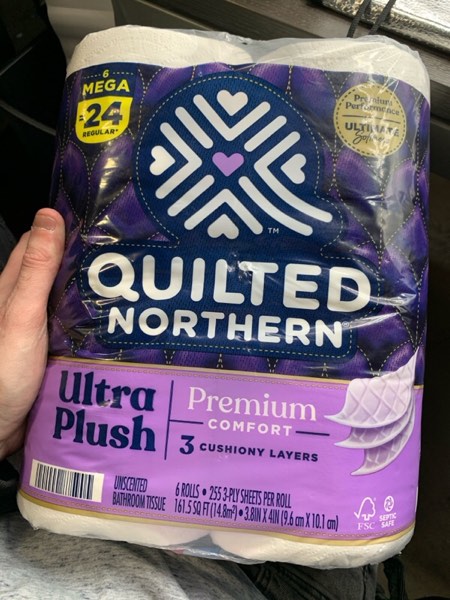 6
MEGA
=24
REGULAR*
Premium
Performance
ULTIMATE
Softness
TM
QUILTED
NORTHERN
Ultra
Plush
Premium
COMFORT
3 CUSHIONY LAYERS
UNSCENTED
BATHROOM TISSUE
6 ROLLS • 255 3-PLY SHEETS PER ROLL
161.5 SQ FT (14.8m²) • 3.8IN X 4IN (9.6 cm X 10.1 cm)
FSC
SEPTIC
SAFE